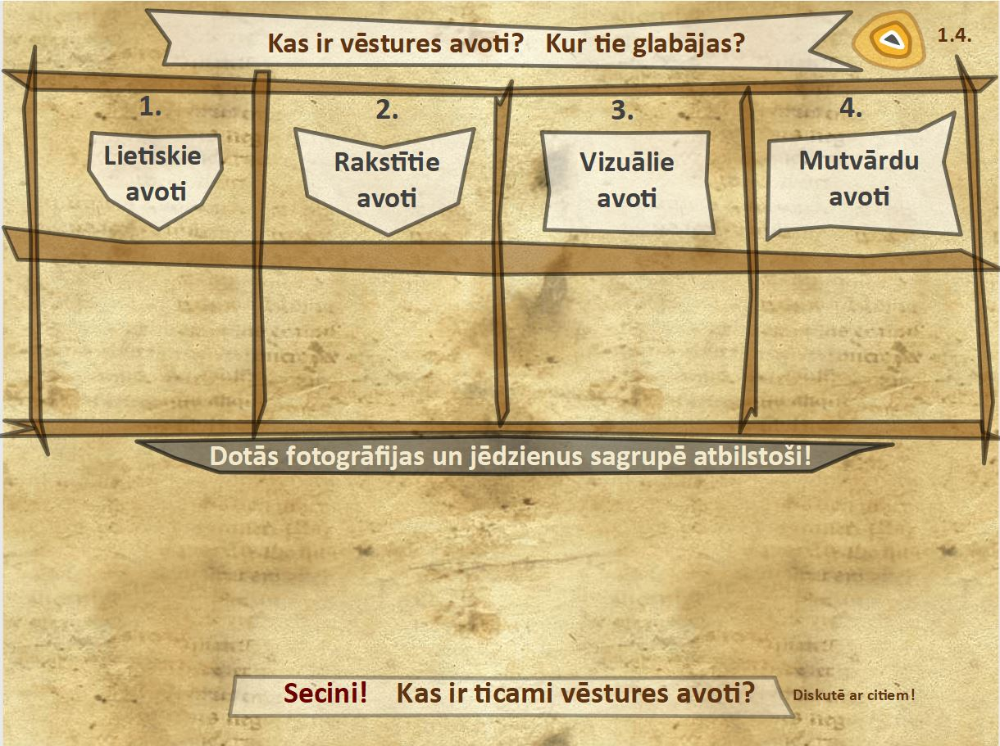 Kas ir vēstures avoti? Kur tie glabājas?
1.4.
1.
Lietiskie
avoti
2.
Rakstītie
avoti
3.
Vizuālie
avoti
4.
Mutvārdu
avoti
Dotās fotogrāfijas un jēdzienus sagrupē atbilstoši!
Secini! Kas ir ticami vēstures avoti?
Diskutē ar citiem!